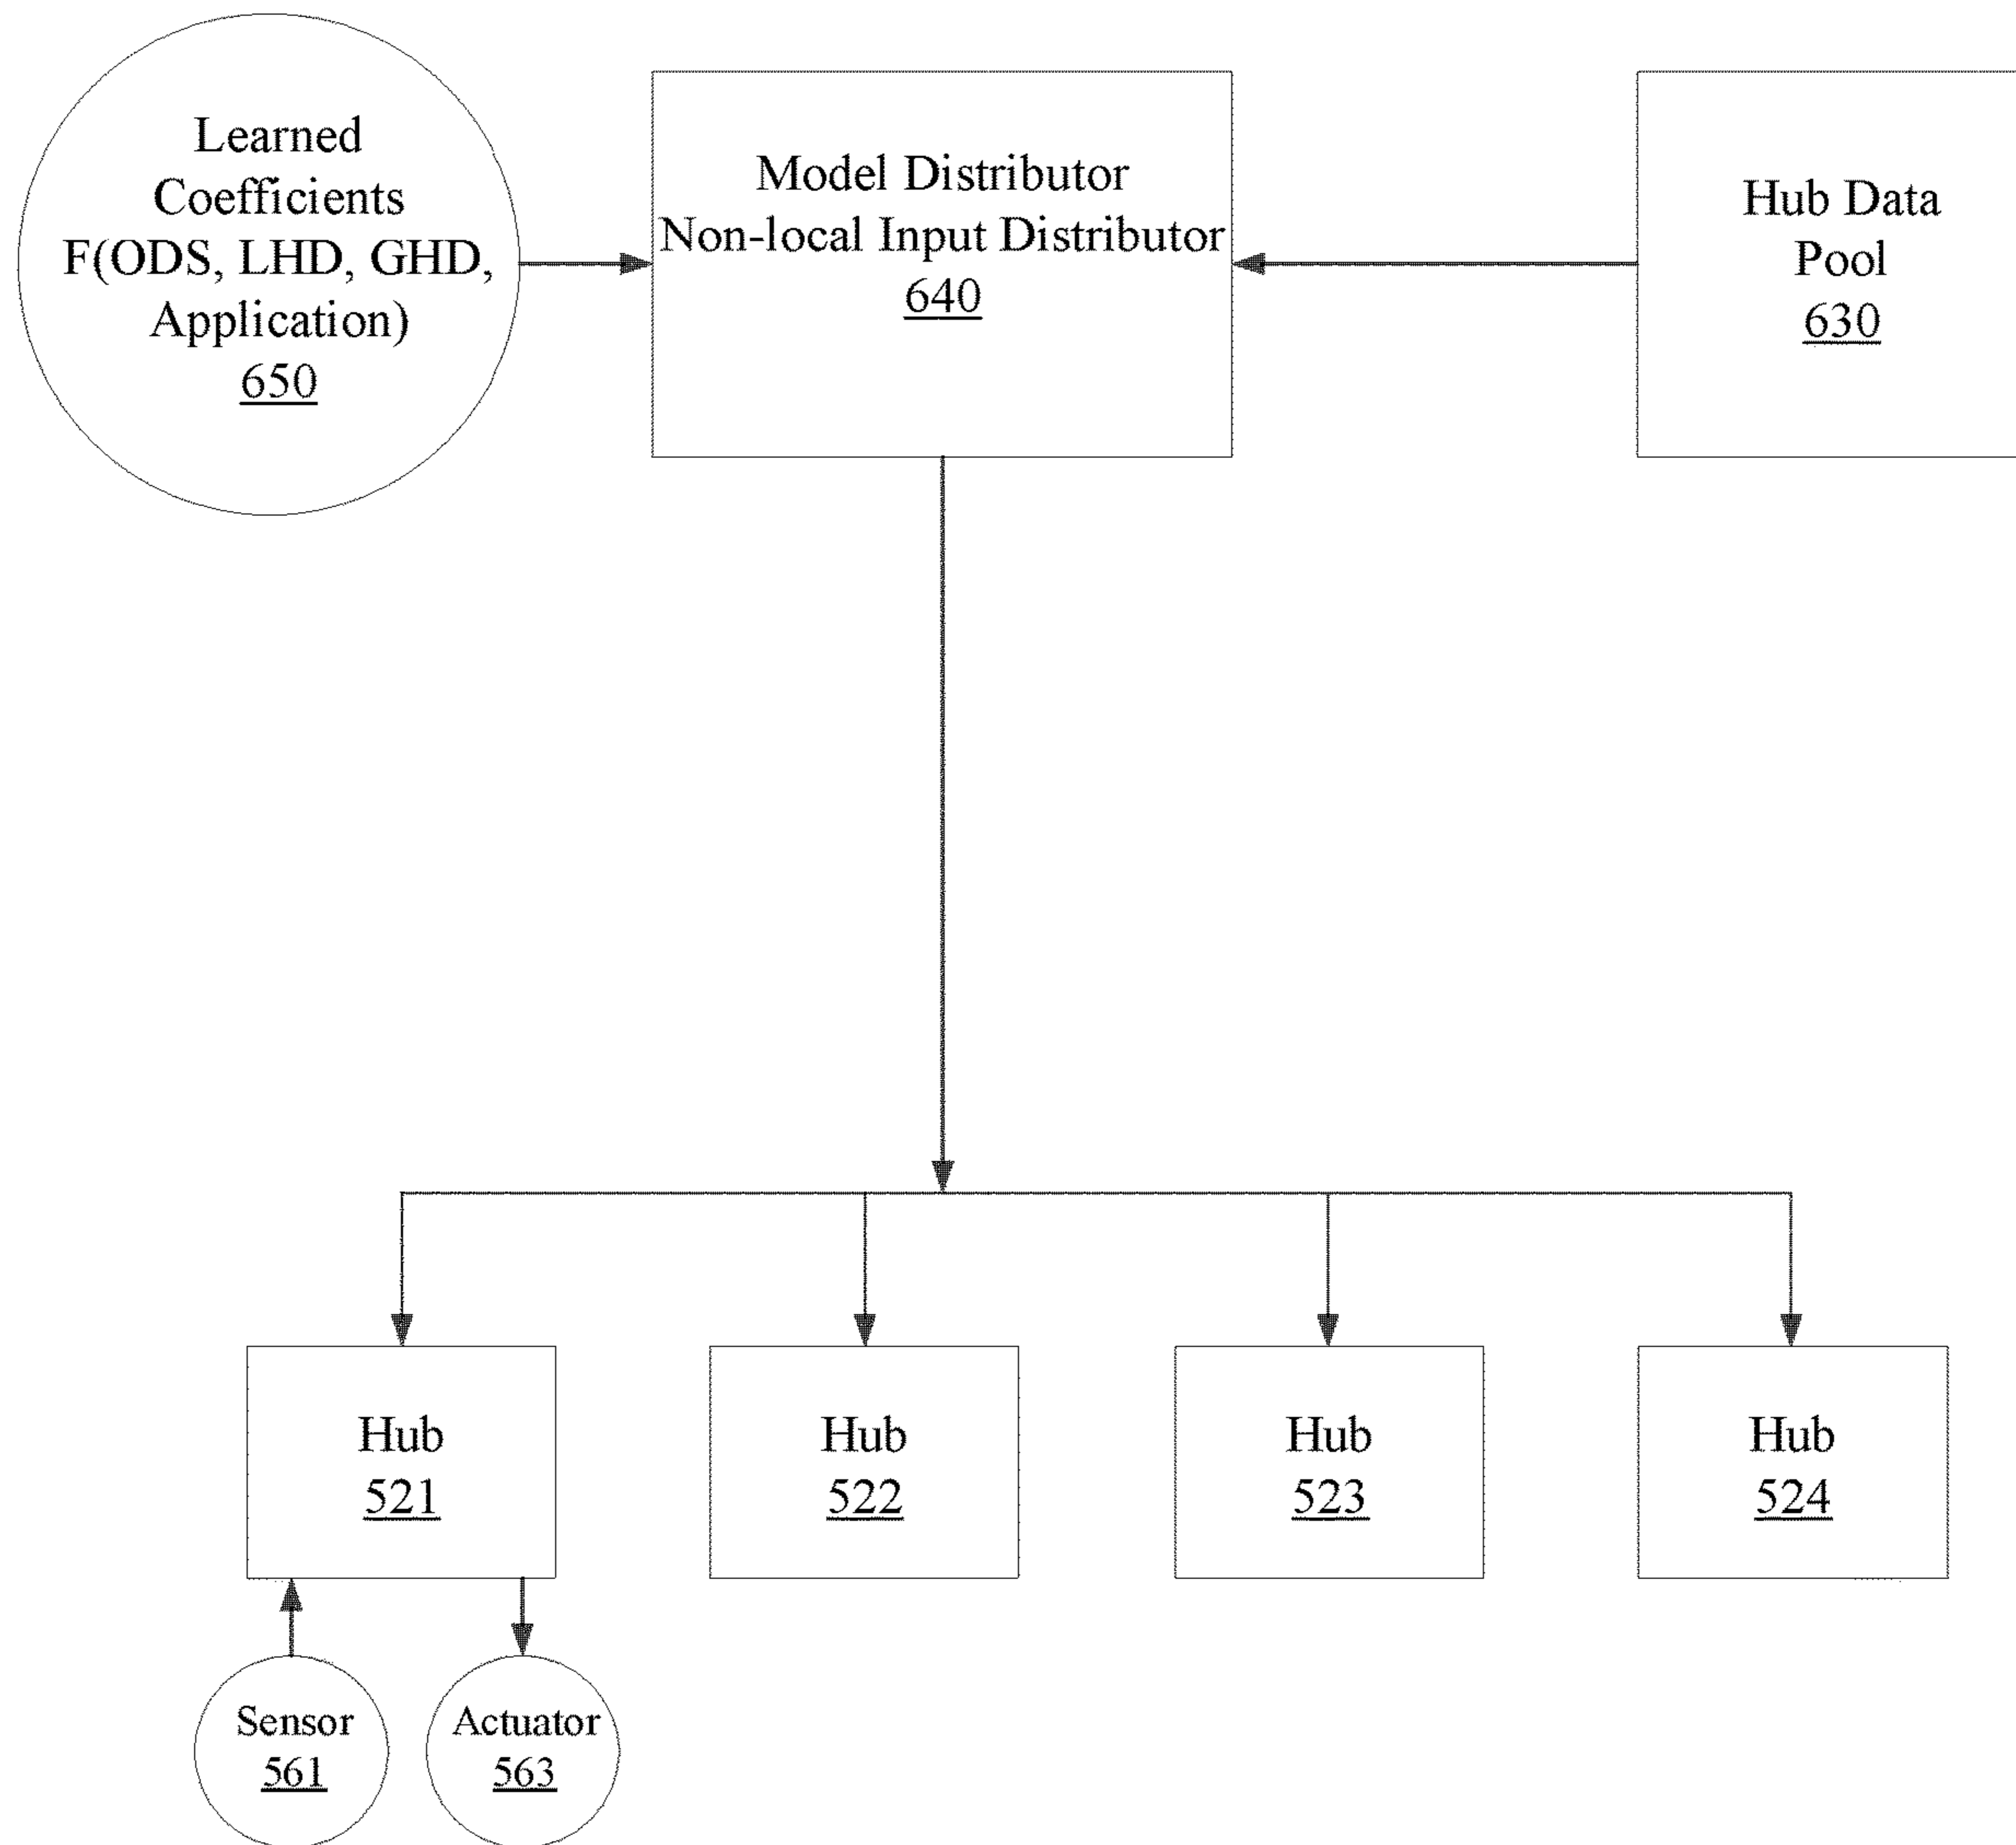 Learned
Coefficients
F(ODS, LHD, GHD,
Application)
650
Model Distributor
Non-local Input Distributor
640
Hub Data
Pool
630
Hub
521
Hub
522
Hub
523
Hub
524
Sensor
561
Actuator
563